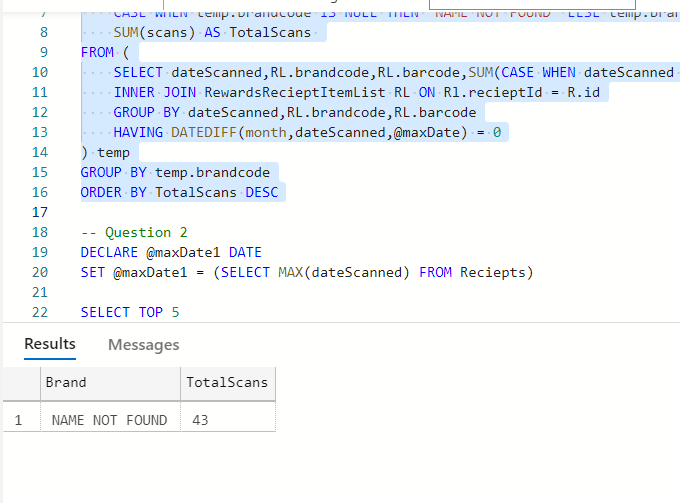 7 CASE WHEN temp.brandcode IS NULL THEN 'NAME NOT FOUND' ELSE temp.bran
8 SUM(scans) AS TotalScans
9 FROM (
10 SELECT dateScanned,RL.brandcode,RL.barcode,SUM(CASE WHEN dateScanned
11 INNER JOIN RewardsRecieptItemList RL ON Rl.recieptId = R.id
12 GROUP BY dateScanned,RL.brandcode,RL.barcode
13 HAVING DATEDIFF(month,dateScanned,@maxDate) = 0
14 ) temp
15 GROUP BY temp.brandcode
16 ORDER BY TotalScans DESC
17
18 -- Question 2
19 DECLARE @maxDate1 DATE
20 SET @maxDate1 = (SELECT MAX(dateScanned) FROM Reciepts)
21
22 SELECT TOP 5
Results Messages
Brand TotalScans
1 NAME NOT FOUND 43